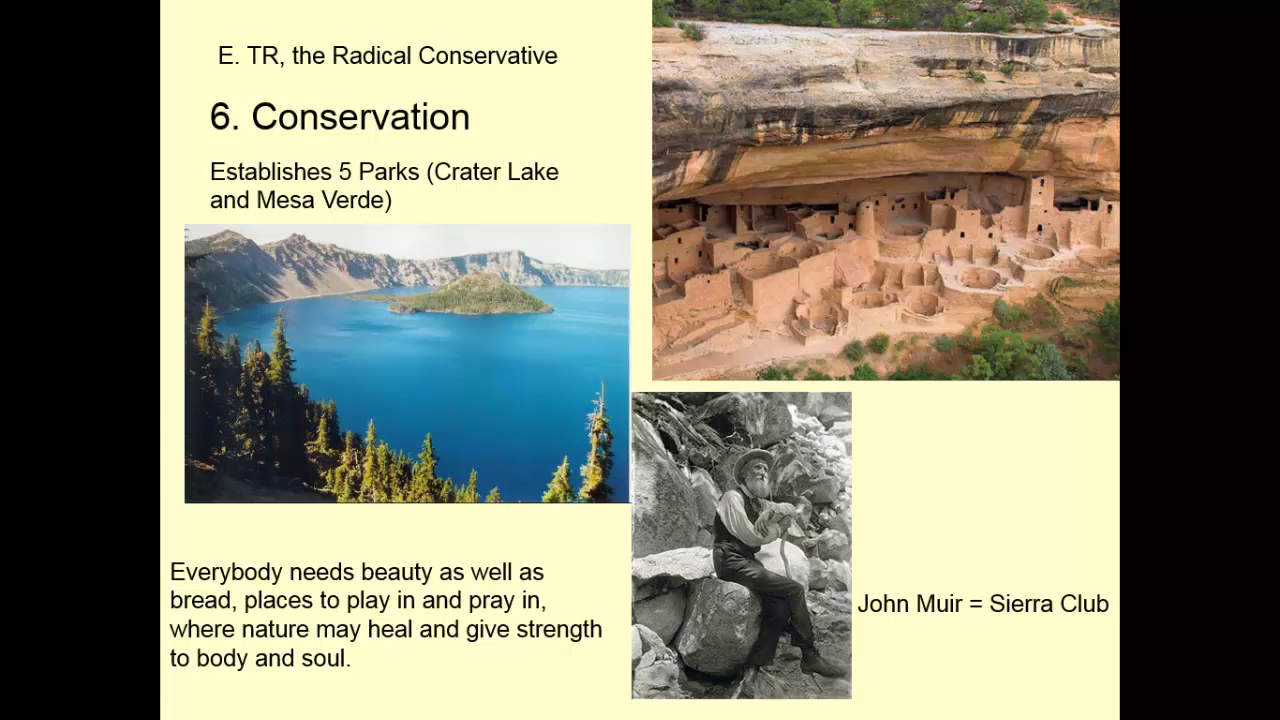 E. TR, the Radical Conservative
6. Conservation
Establishes 5 Parks (Crater Lake
and Mesa Verde)
Everybody needs beauty as well as
bread, places to play in and pray in,
where nature may heal and give strength
to body and soul.
John Muir = Sierra Club